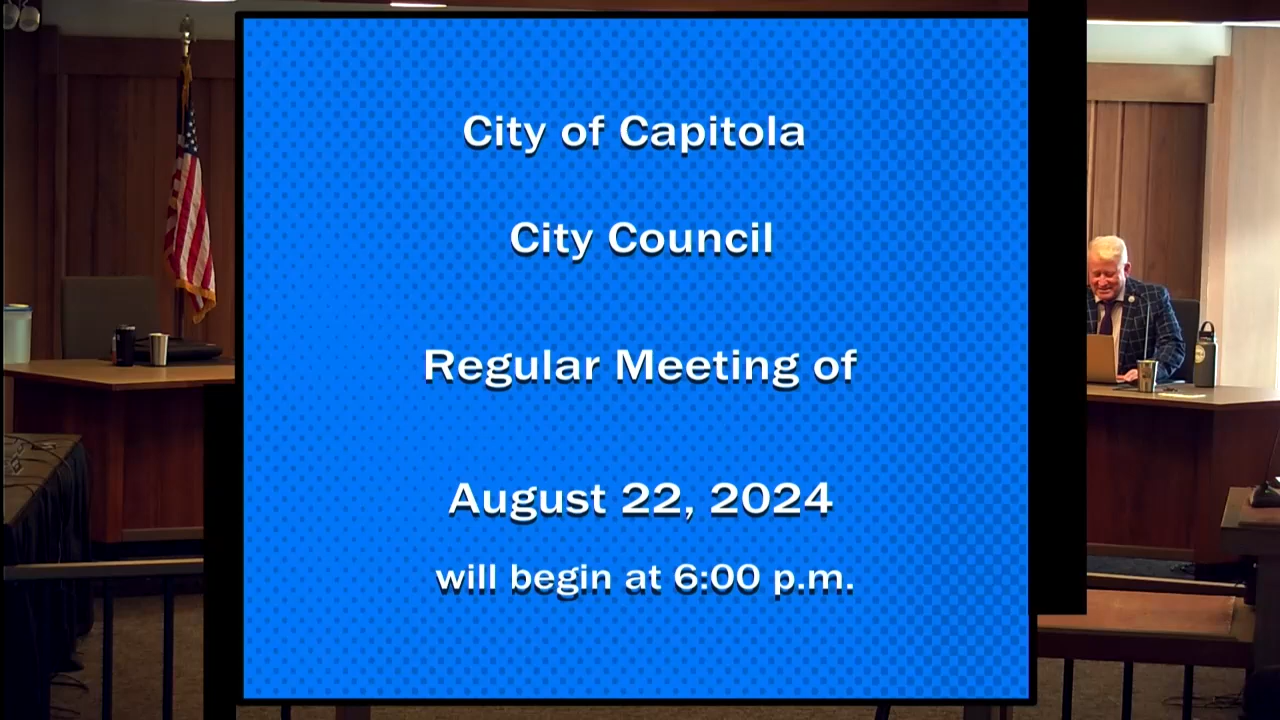 City of Capitola
City Council
Regular Meeting of
August 22, 2024
will begin at 6:00 p.m.